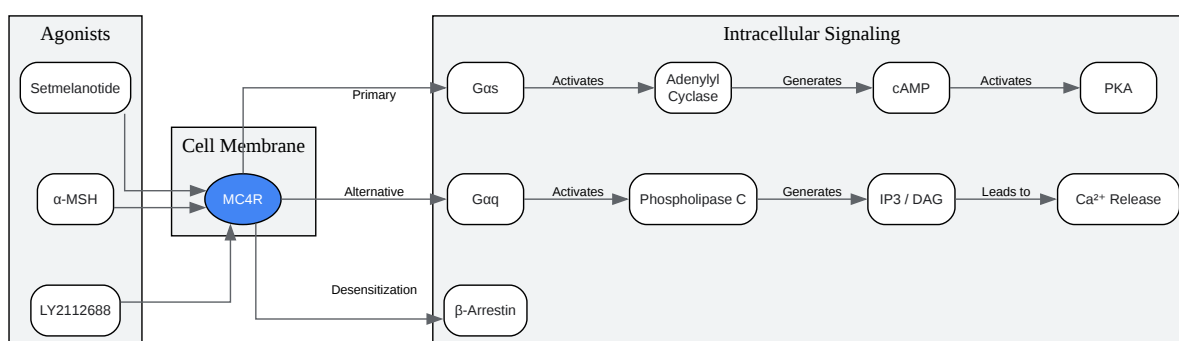 Agonists
Intracellular Signaling
Setmelanotide
Primary
Gαs
Activates
Adenylyl
Cyclase
Generates
cAMP
Activates
PKA
Cell Membrane
α-MSH
MC4R
Alternative
Gαq
Activates
Phospholipase C
Generates
IP3 / DAG
Leads to
Ca²⁺ Release
LY2112688
Desensitization
β-Arrestin